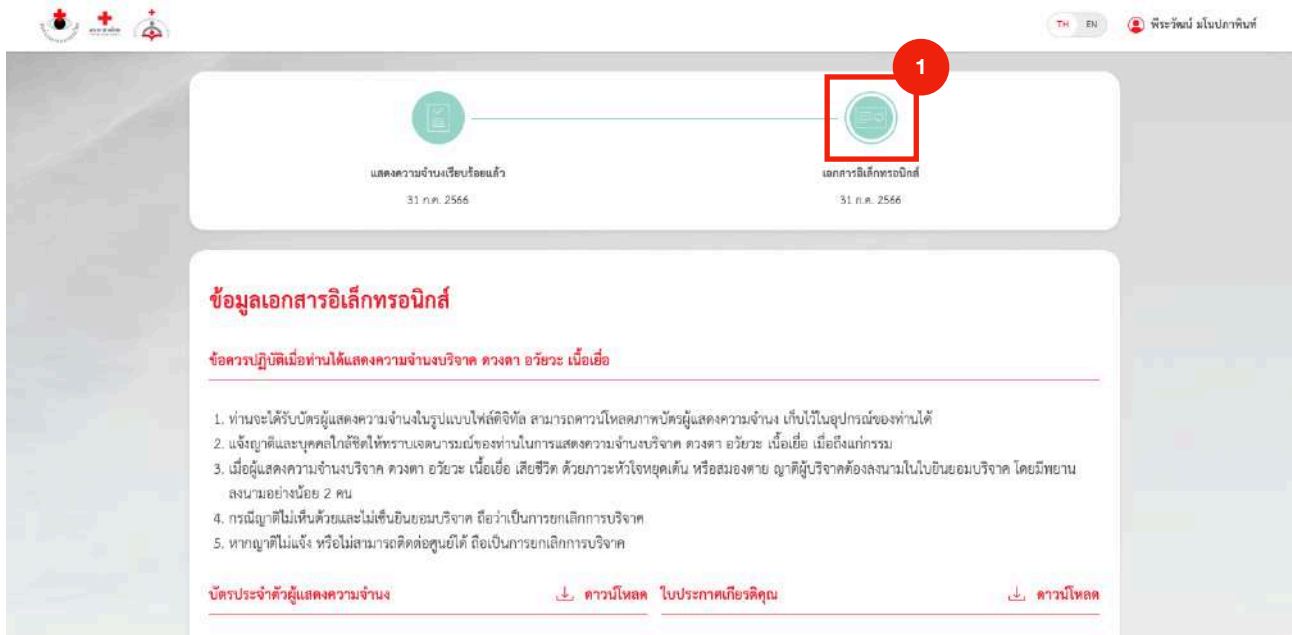 TH EN พีระวัฒน์ มโนปภาพินท์
1
แสดงความจำนงเรียบร้อยแล้ว
31 ก.ค. 2566
เอกสารอิเล็กทรอนิกส์
31 ก.ค. 2566
ข้อมูลเอกสารอิเล็กทรอนิกส์
ข้อควรปฏิบัติเมื่อท่านได้แสดงความจำนงบริจาค ดวงตา อวัยวะ เนื้อเยื่อ
1. ท่านจะได้รับบัตรผู้แสดงความจำนงในรูปแบบไฟล์ดิจิทัล สามารถดาวน์โหลดภาพบัตรผู้แสดงความจำนง เก็บไว้ในอุปกรณ์ของท่านได้
2. แจ้งญาติและบุคคลใกล้ชิดให้ทราบเจตนารมณ์ของท่านในการแสดงความจำนงบริจาค ดวงตา อวัยวะ เนื้อเยื่อ เมื่อถึงแก่กรรม
3. เมื่อผู้แสดงความจำนงบริจาค ดวงตา อวัยวะ เนื้อเยื่อ เสียชีวิต ด้วยภาวะหัวใจหยุดเต้น หรือสมองตาย ญาติผู้บริจาคต้องลงนามในใบยินยอมบริจาค โดยมีพยาน
ลงนามอย่างน้อย 2 คน
4. กรณีญาติไม่เห็นด้วยและไม่เซ็นยินยอมบริจาค ถือว่าเป็นการยกเลิกการบริจาค
5. หากญาติไม่แจ้ง หรือไม่สามารถติดต่อศูนย์ได้ ถือเป็นการยกเลิกการบริจาค
บัตรประจำตัวผู้แสดงความจำนง ดาวน์โหลด ใบประกาศเกียรติคุณ ดาวน์โหลด